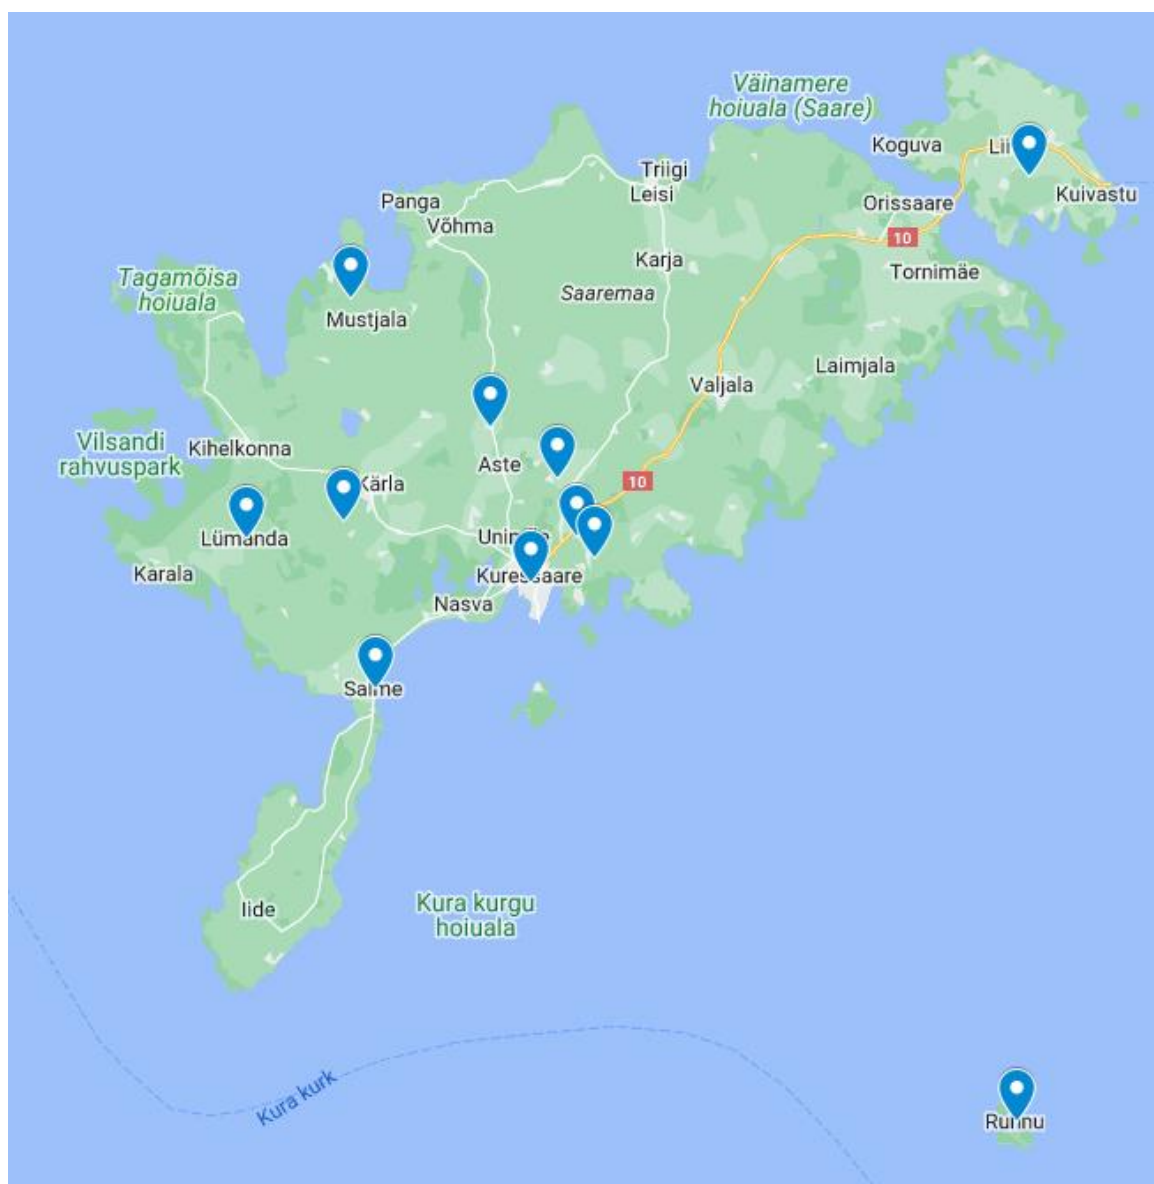 Väinamere
hoiuala (Saare)
Koguva
Lii
Kuivastu
Triigi
Leisi
Orissaare
Panga
Võhma
10
Karja
Tornimäe
Tagamõisa
hoiuala
Saaremaa
Mustjala
Laimjala
Valjala
Vilsandi
rahvuspark
Kihelkonna
Aste
Kärla
10
Lümanda
Karala
Kuressaare
Nasva
Salme
Iide
Kura kurgu
hoiuala
Kura kurk
Ruhnu